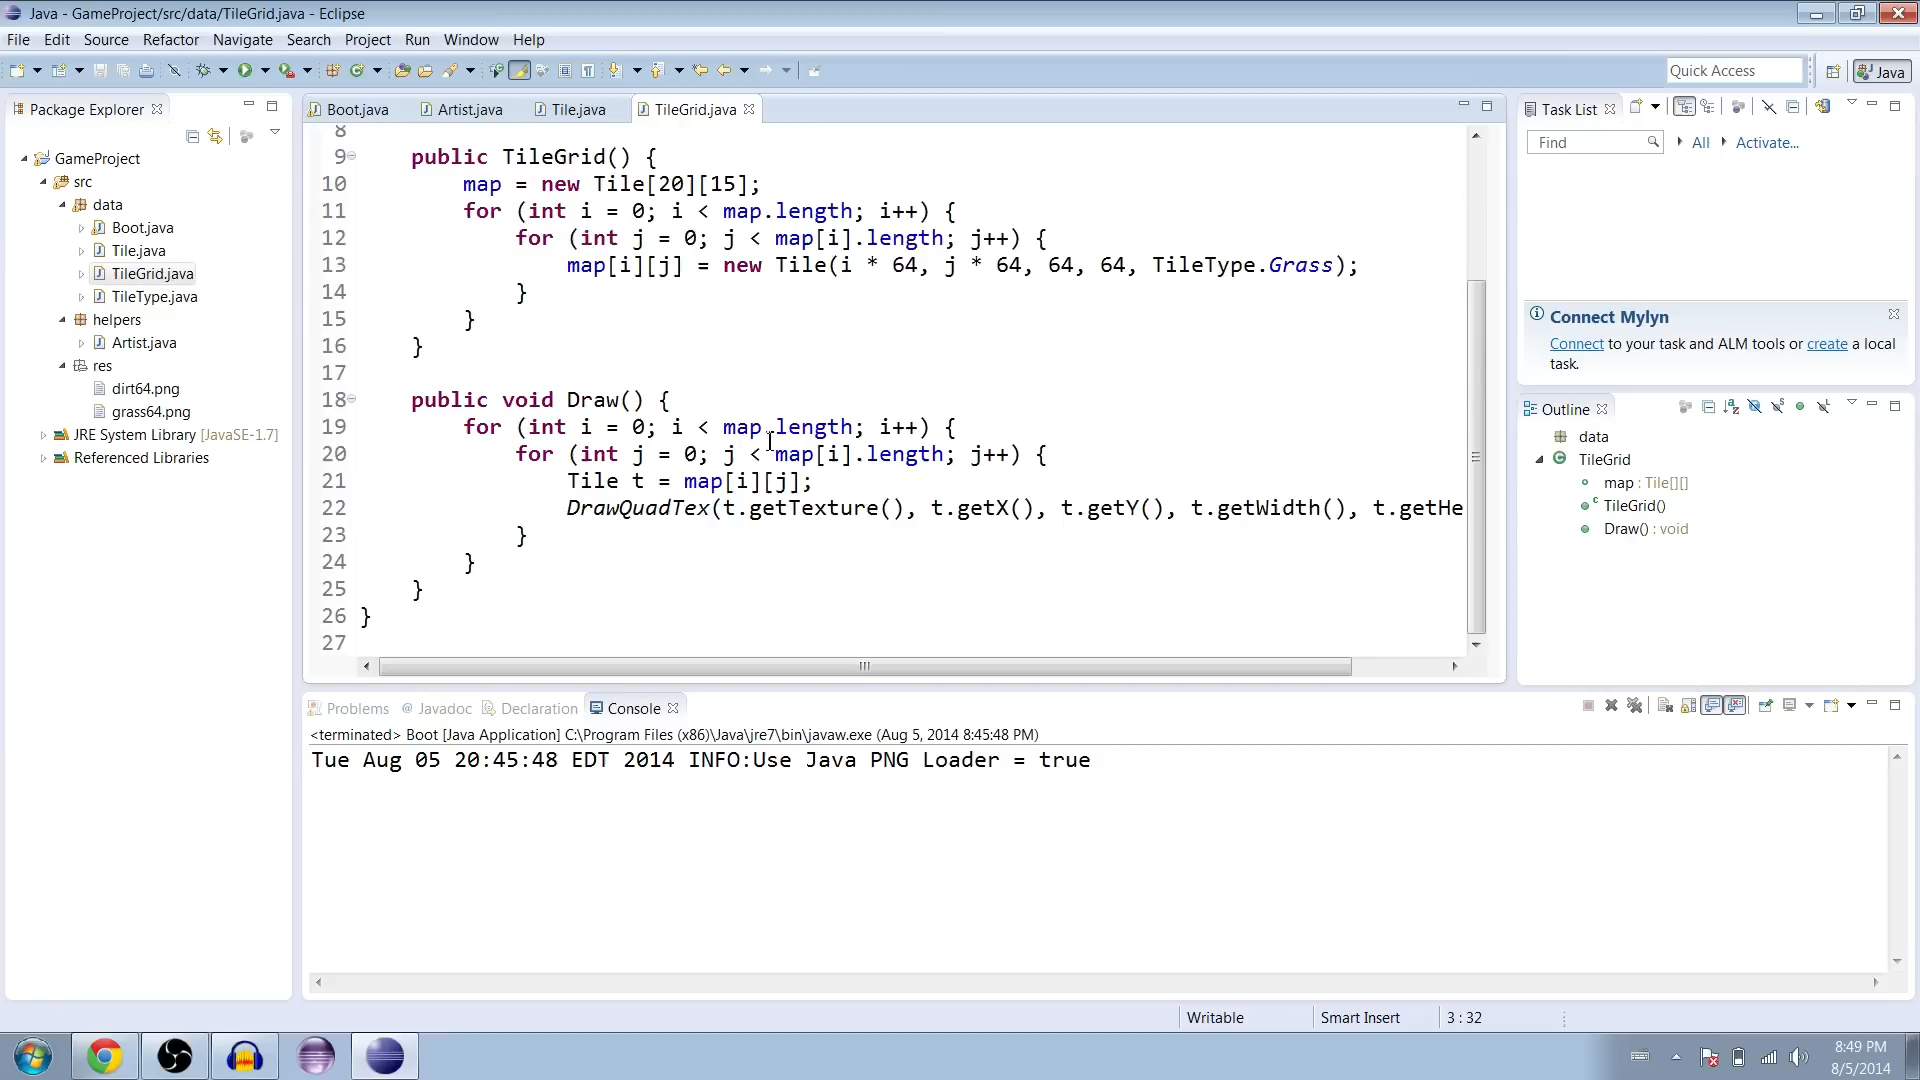 Java - GameProject/src/data/TileGrid.java - Eclipse
File Edit Source Refactor Navigate Search Project Run Window Help
Quick Access
Java
Package Explorer
GameProject
src
data
Boot.java
Tile.java
TileGrid.java
TileType.java
helpers
Artist.java
res
dirt64.png
grass64.png
JRE System Library [JavaSE-1.7]
Referenced Libraries
Boot.java Artist.java Tile.java TileGrid.java
8
9 public TileGrid() {
10 map = new Tile[20][15];
11 for (int i = 0; i < map.length; i++) {
12 for (int j = 0; j < map[i].length; j++) {
13 map[i][j] = new Tile(i * 64, j * 64, 64, 64, TileType.Grass);
14 }
15 }
16 }
17
18 public void Draw() {
19 for (int i = 0; i < map.length; i++) {
20 for (int j = 0; j < map[i].length; j++) {
21 Tile t = map[i][j];
22 DrawQuadTex(t.getTexture(), t.getX(), t.getY(), t.getWidth(), t.getHe
23 }
24 }
25 }
26 }
27
Task List
Find
All Activate...
Connect Mylyn
Connect to your task and ALM tools or create a local
task.
Outline
data
TileGrid
map : Tile[][]
TileGrid()
Draw() : void
Problems @ Javadoc Declaration Console
<terminated> Boot [Java Application] C:\Program Files (x86)\Java\jre7\bin\javaw.exe (Aug 5, 2014 8:45:48 PM)
Tue Aug 05 20:45:48 EDT 2014 INFO:Use Java PNG Loader = true
Writable Smart Insert 3 : 32
8:49 PM
8/5/2014